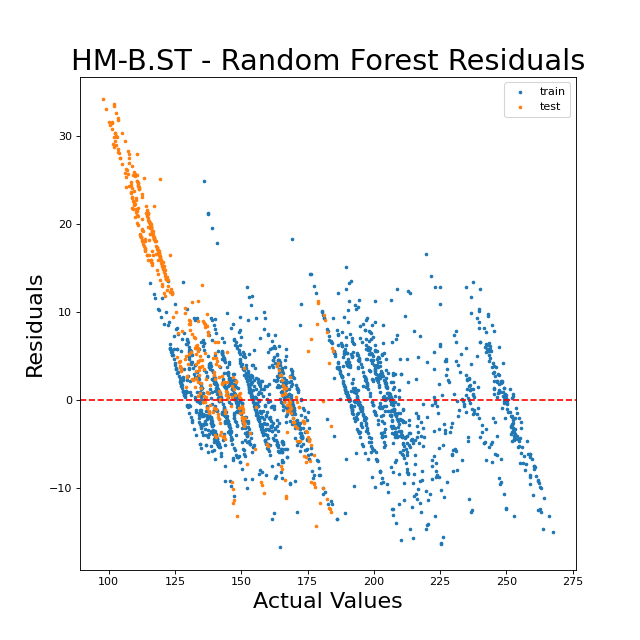 HM-B.ST - Random Forest Residuals
train
test
Residuals
30
20
10
0
−10
100 125 150 175 200 225 250 275
Actual Values